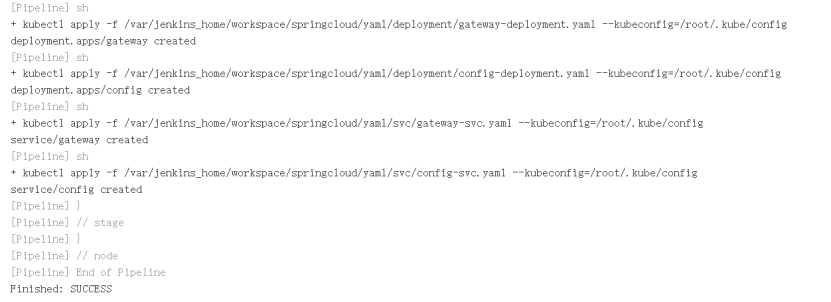 [Pipeline] sh
+ kubectl apply -f /var/jenkins_home/workspace/springcloud/yaml/deployment/gateway-deployment.yaml --kubeconfig=/root/.kube/config
deployment.apps/gateway created
[Pipeline] sh
+ kubectl apply -f /var/jenkins_home/workspace/springcloud/yaml/deployment/config-deployment.yaml --kubeconfig=/root/.kube/config
deployment.apps/config created
[Pipeline] sh
+ kubectl apply -f /var/jenkins_home/workspace/springcloud/yaml/svc/gateway-svc.yaml --kubeconfig=/root/.kube/config
service/gateway created
[Pipeline] sh
+ kubectl apply -f /var/jenkins_home/workspace/springcloud/yaml/svc/config-svc.yaml --kubeconfig=/root/.kube/config
service/config created
[Pipeline] }
[Pipeline] // stage
[Pipeline] }
[Pipeline] // node
[Pipeline] End of Pipeline
Finished: SUCCESS